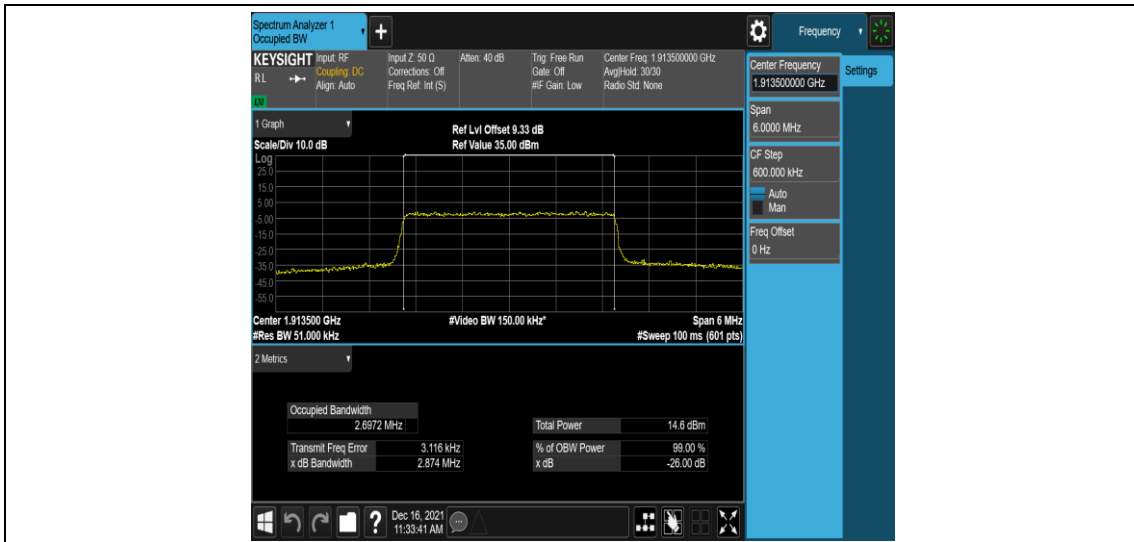 Spectrum Analyzer 1
Occupied BW
+
Frequency
KEYSIGHT
RL
LXI
Input: RF
Coupling: DC
Align: Auto
Input Z: 50 Ω
Corrections: Off
Freq Ref: Int (S)
Atten: 40 dB
Trig: Free Run
Gate: Off
#IF Gain: Low
Center Freq: 1.913500000 GHz
Avg|Hold: 30/30
Radio Std: None
Center Frequency
1.913500000 GHz
Settings
Span
6.0000 MHz
CF Step
600.000 kHz
Auto
Man
Freq Offset
0 Hz
1 Graph
Scale/Div 10.0 dB
Ref Lvl Offset 9.33 dB
Ref Value 35.00 dBm
Log
25.0
15.0
5.00
-5.00
-15.0
-25.0
-35.0
-45.0
-55.0
Center 1.913500 GHz
#Res BW 51.000 kHz
#Video BW 150.00 kHz*
Span 6 MHz
#Sweep 100 ms (601 pts)
2 Metrics
Occupied Bandwidth
2.6972 MHz
Transmit Freq Error 3.116 kHz
x dB Bandwidth 2.874 MHz
Total Power 14.6 dBm
% of OBW Power 99.00 %
x dB -26.00 dB
?
Dec 16, 2021
11:33:41 AM